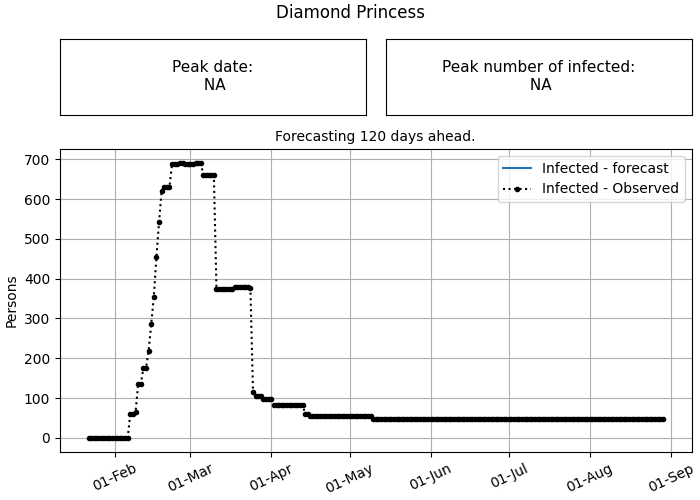 Diamond Princess
Peak date:
NA
Peak number of infected:
NA
Forecasting 120 days ahead.
Infected - forecast
Infected - Observed
Persons
700
600
500
400
300
200
100
0
01-Feb
01-Mar
01-Apr
01-May
01-Jun
01-Jul
01-Aug
01-Sep